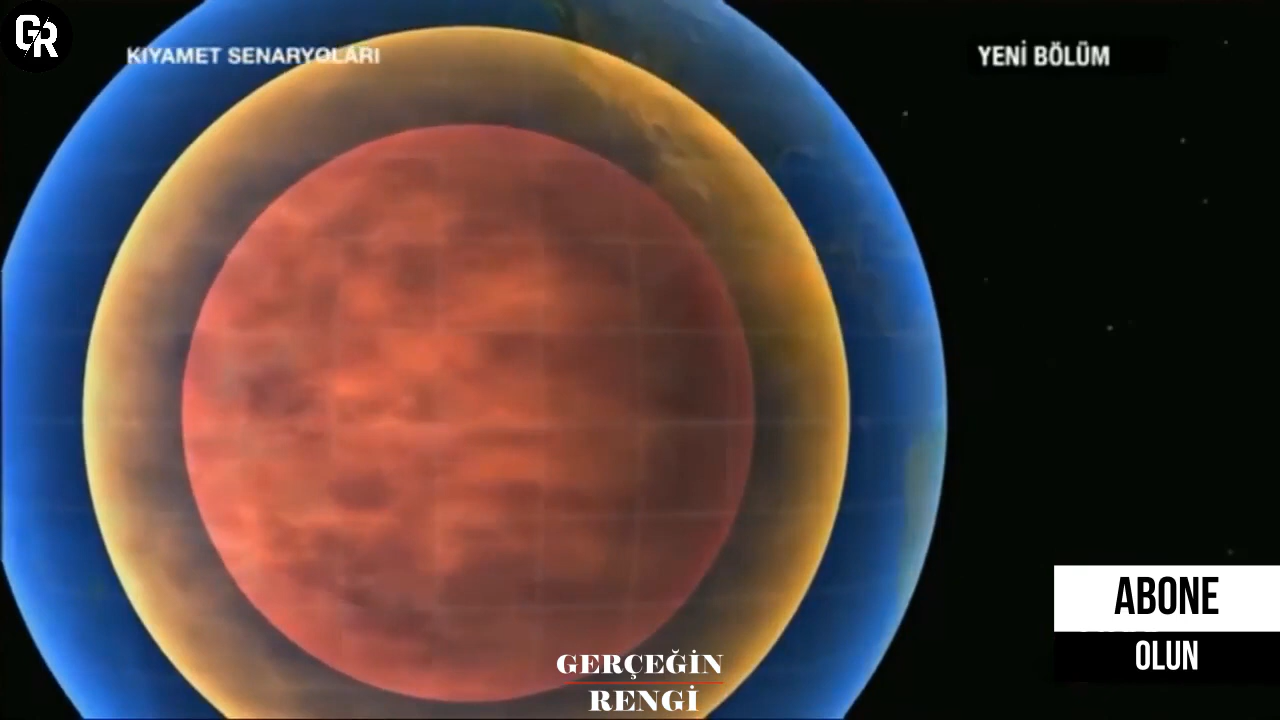 GR
KIYAMET SENARYOLARI
YENİ BÖLÜM
ABONE
OLUN
GERÇEĞİN
RENGİ